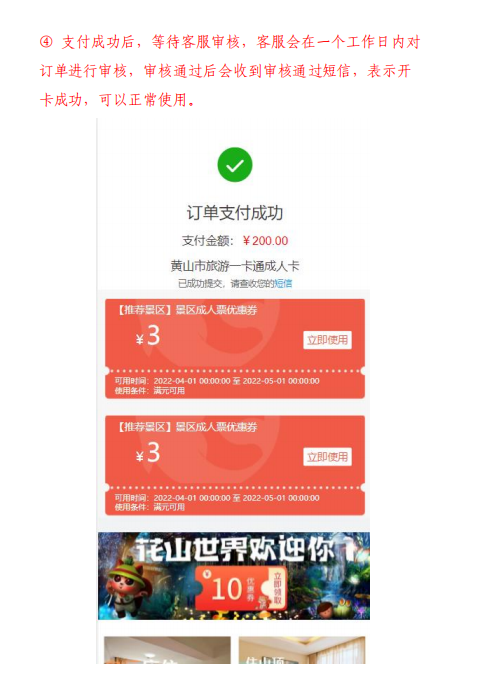 ④ 支付成功后，等待客服审核，客服会在一个工作日内对
订单进行审核，审核通过后会收到审核通过短信，表示开
卡成功，可以正常使用。
订单支付成功
支付金额：￥200.00
黄山市旅游一卡通成人卡
已成功提交，请查收您的短信
【推荐景区】景区成人票优惠券
¥3
立即使用
可用时间：2022-04-01 00:00:00 至 2022-05-01 00:00:00
使用条件：满元可用
【推荐景区】景区成人票优惠券
¥3
立即使用
可用时间：2022-04-01 00:00:00 至 2022-05-01 00:00:00
使用条件：满元可用
花山世界欢迎你！
¥10 优惠券 立即领取